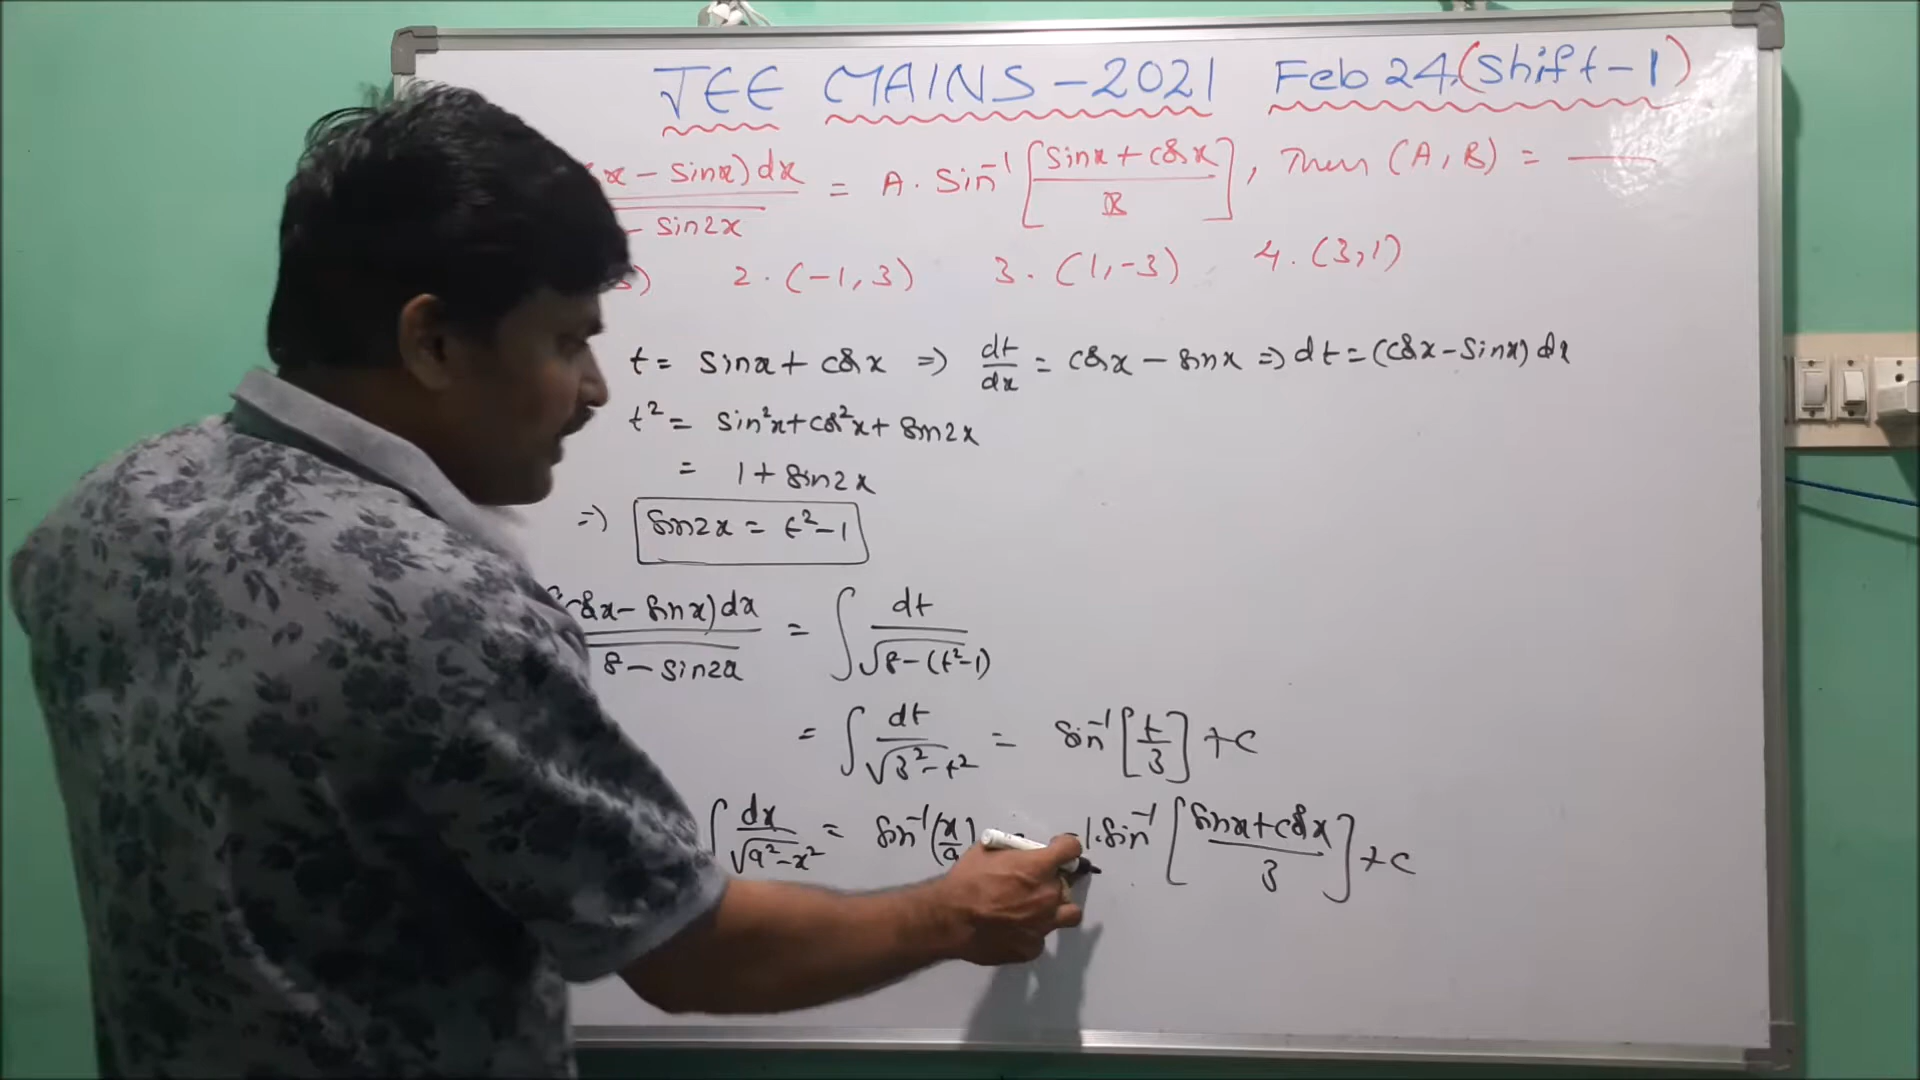 JEE MAINS - 2021 Feb 24 (Shift - 1)
x - sinx) dx / - sin2x = A. Sin⁻¹ [sinx + cosx / B], Then (A, B) = ___
3) 2. (-1, 3) 3. (1, -3) 4. (3, 1)
t = sinx + cosx ⇒ dt/dx = cosx - sinx ⇒ dt = (cosx - sinx) dx
t² = sin²x + cos²x + sin2x
= 1 + sin2x
⇒ sin2x = t² - 1
cosx - sinx) dx / 8 - sin2x = ∫ dt / √8 - (t² - 1)
= ∫ dt / √3² - t² = sin⁻¹ [t/3] + c
∫ dx / √a² - x² = sin⁻¹ (x/a) = 1. sin⁻¹ [sinx + cosx / 3] + c